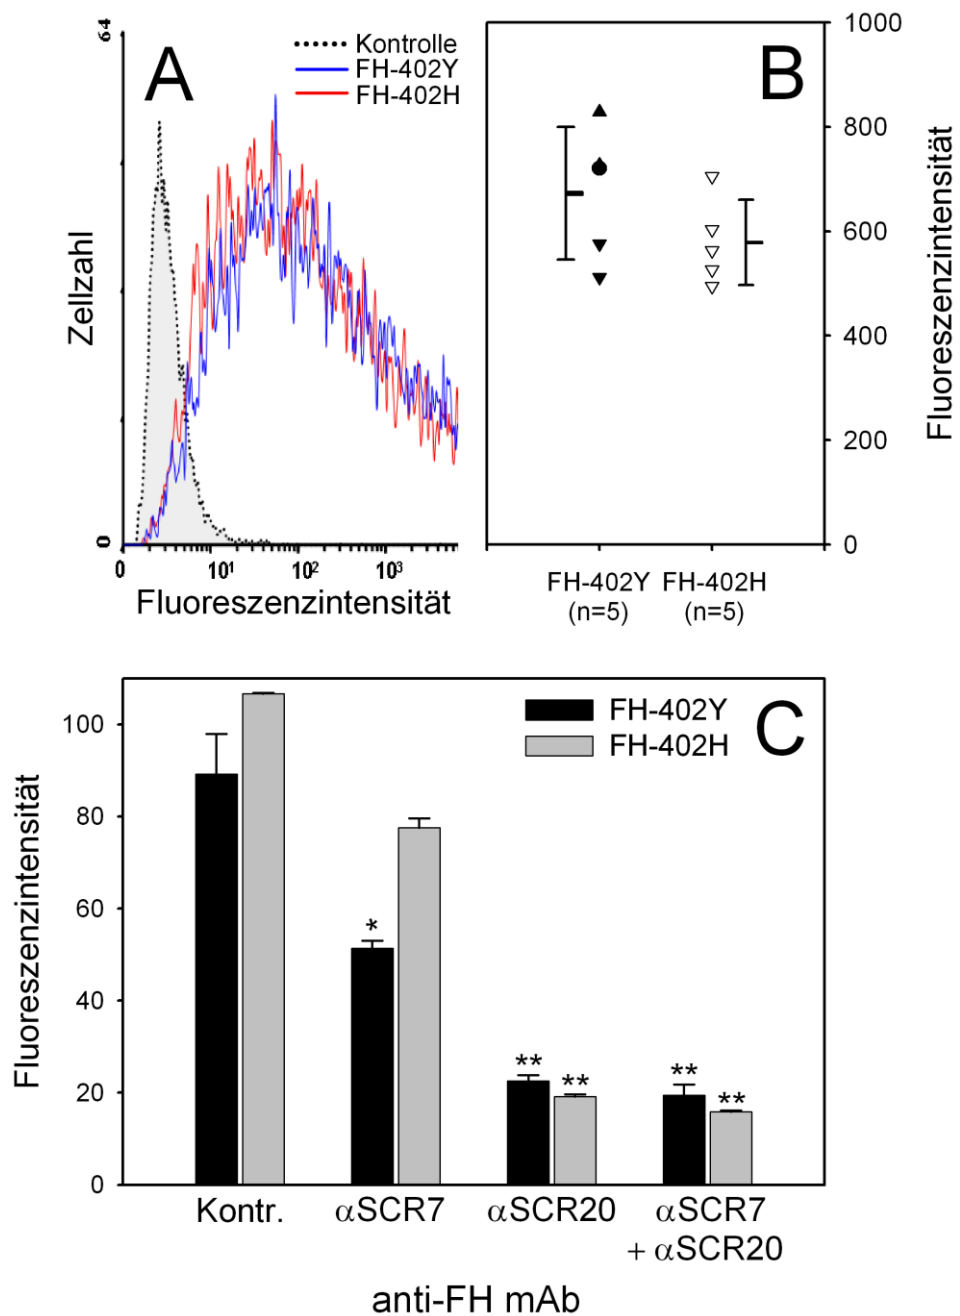 A
64
0
Zellzahl
Kontrolle
FH-402Y
FH-402H
0 10¹ 10² 10³
Fluoreszenzintensität
B
1000
800
600
400
200
0
Fluoreszenzintensität
FH-402Y FH-402H
(n=5) (n=5)
C
FH-402Y
FH-402H
100
80
60
40
20
0
Fluoreszenzintensität
*
** **
** **
Kontr. αSCR7 αSCR20 αSCR7
+ αSCR20
anti-FH mAb